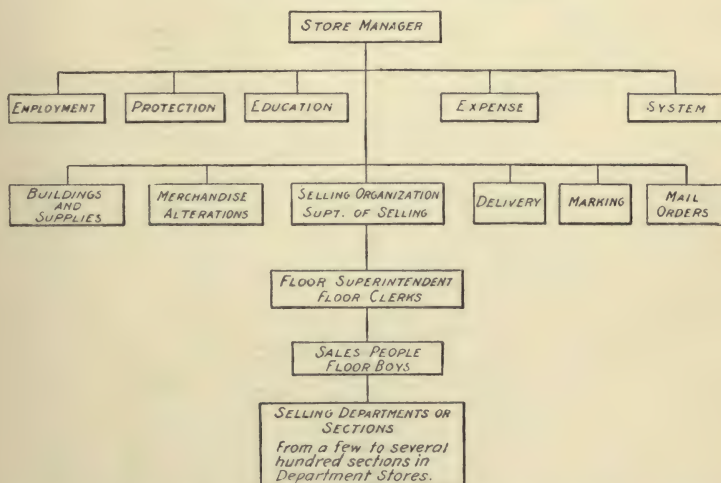 STORE MANAGER
EMPLOYMENT
PROTECTION
EDUCATION
EXPENSE
SYSTEM
BUILDINGS
AND
SUPPLIES
MERCHANDISE
ALTERATIONS
SELLING ORGANIZATION
SUPT. OF SELLING
DELIVERY
MARKING
MAIL
ORDERS
FLOOR SUPERINTENDENT
FLOOR CLERKS
SALES PEOPLE
FLOOR BOYS
SELLING DEPARTMENTS OR
SECTIONS
From a few to several
hundred sections in
Department Stores.